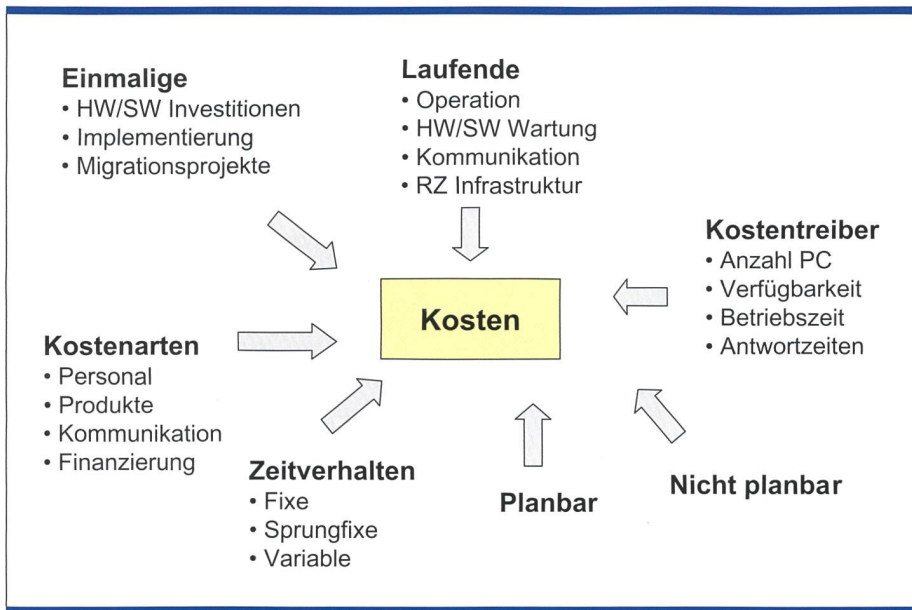 Einmalige
• HW/SW Investitionen
• Implementierung
• Migrationsprojekte
Laufende
• Operation
• HW/SW Wartung
• Kommunikation
• RZ Infrastruktur
Kostentreiber
• Anzahl PC
• Verfügbarkeit
• Betriebszeit
• Antwortzeiten
Kosten
Kostenarten
• Personal
• Produkte
• Kommunikation
• Finanzierung
Zeitverhalten
• Fixe
• Sprungfixe
• Variable
Planbar
Nicht planbar